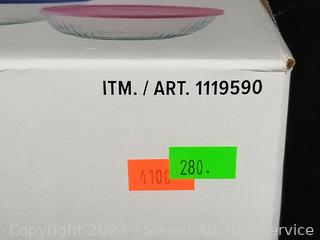 ITM. / ART. 1119590
4100
280.
Copyright 2023 - Sound Auction Service